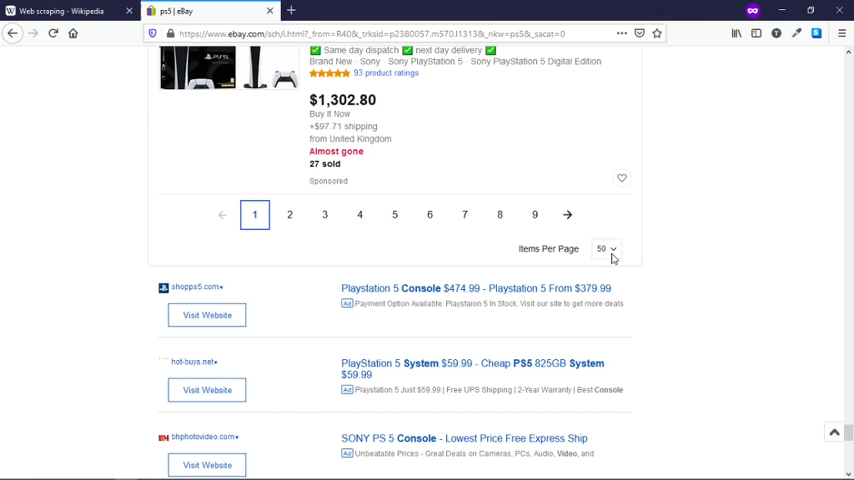 Web scraping - Wikipedia
ps5 | eBay
https://www.ebay.com/sch/i.html?_from=R40&_trksid=p2380057.m570.l1313&_nkw=ps5&_sacat=0
✅ Same day dispatch ✅ next day delivery ✅
Brand New · Sony · Sony PlayStation 5 · Sony PlayStation 5 Digital Edition
93 product ratings
$1,302.80
Buy It Now
+$97.71 shipping
from United Kingdom
Almost gone
27 sold
Sponsored
1 2 3 4 5 6 7 8 9
Items Per Page 50
shopps5.com
Playstation 5 Console $474.99 - Playstation 5 From $379.99
Ad Payment Option Available. Playstaion 5 In Stock. Visit our site to get more deals
Visit Website
hot-buys.net
PlayStation 5 System $59.99 - Cheap PS5 825GB System
$59.99
Visit Website
Ad Playstation 5 Just $59.99 | Free UPS Shipping | 2-Year Warranty | Best Console
bhphotovideo.com
SONY PS 5 Console - Lowest Price Free Express Ship
Ad Unbeatable Prices - Great Deals on Cameras, PCs, Audio, Video, and
Visit Website